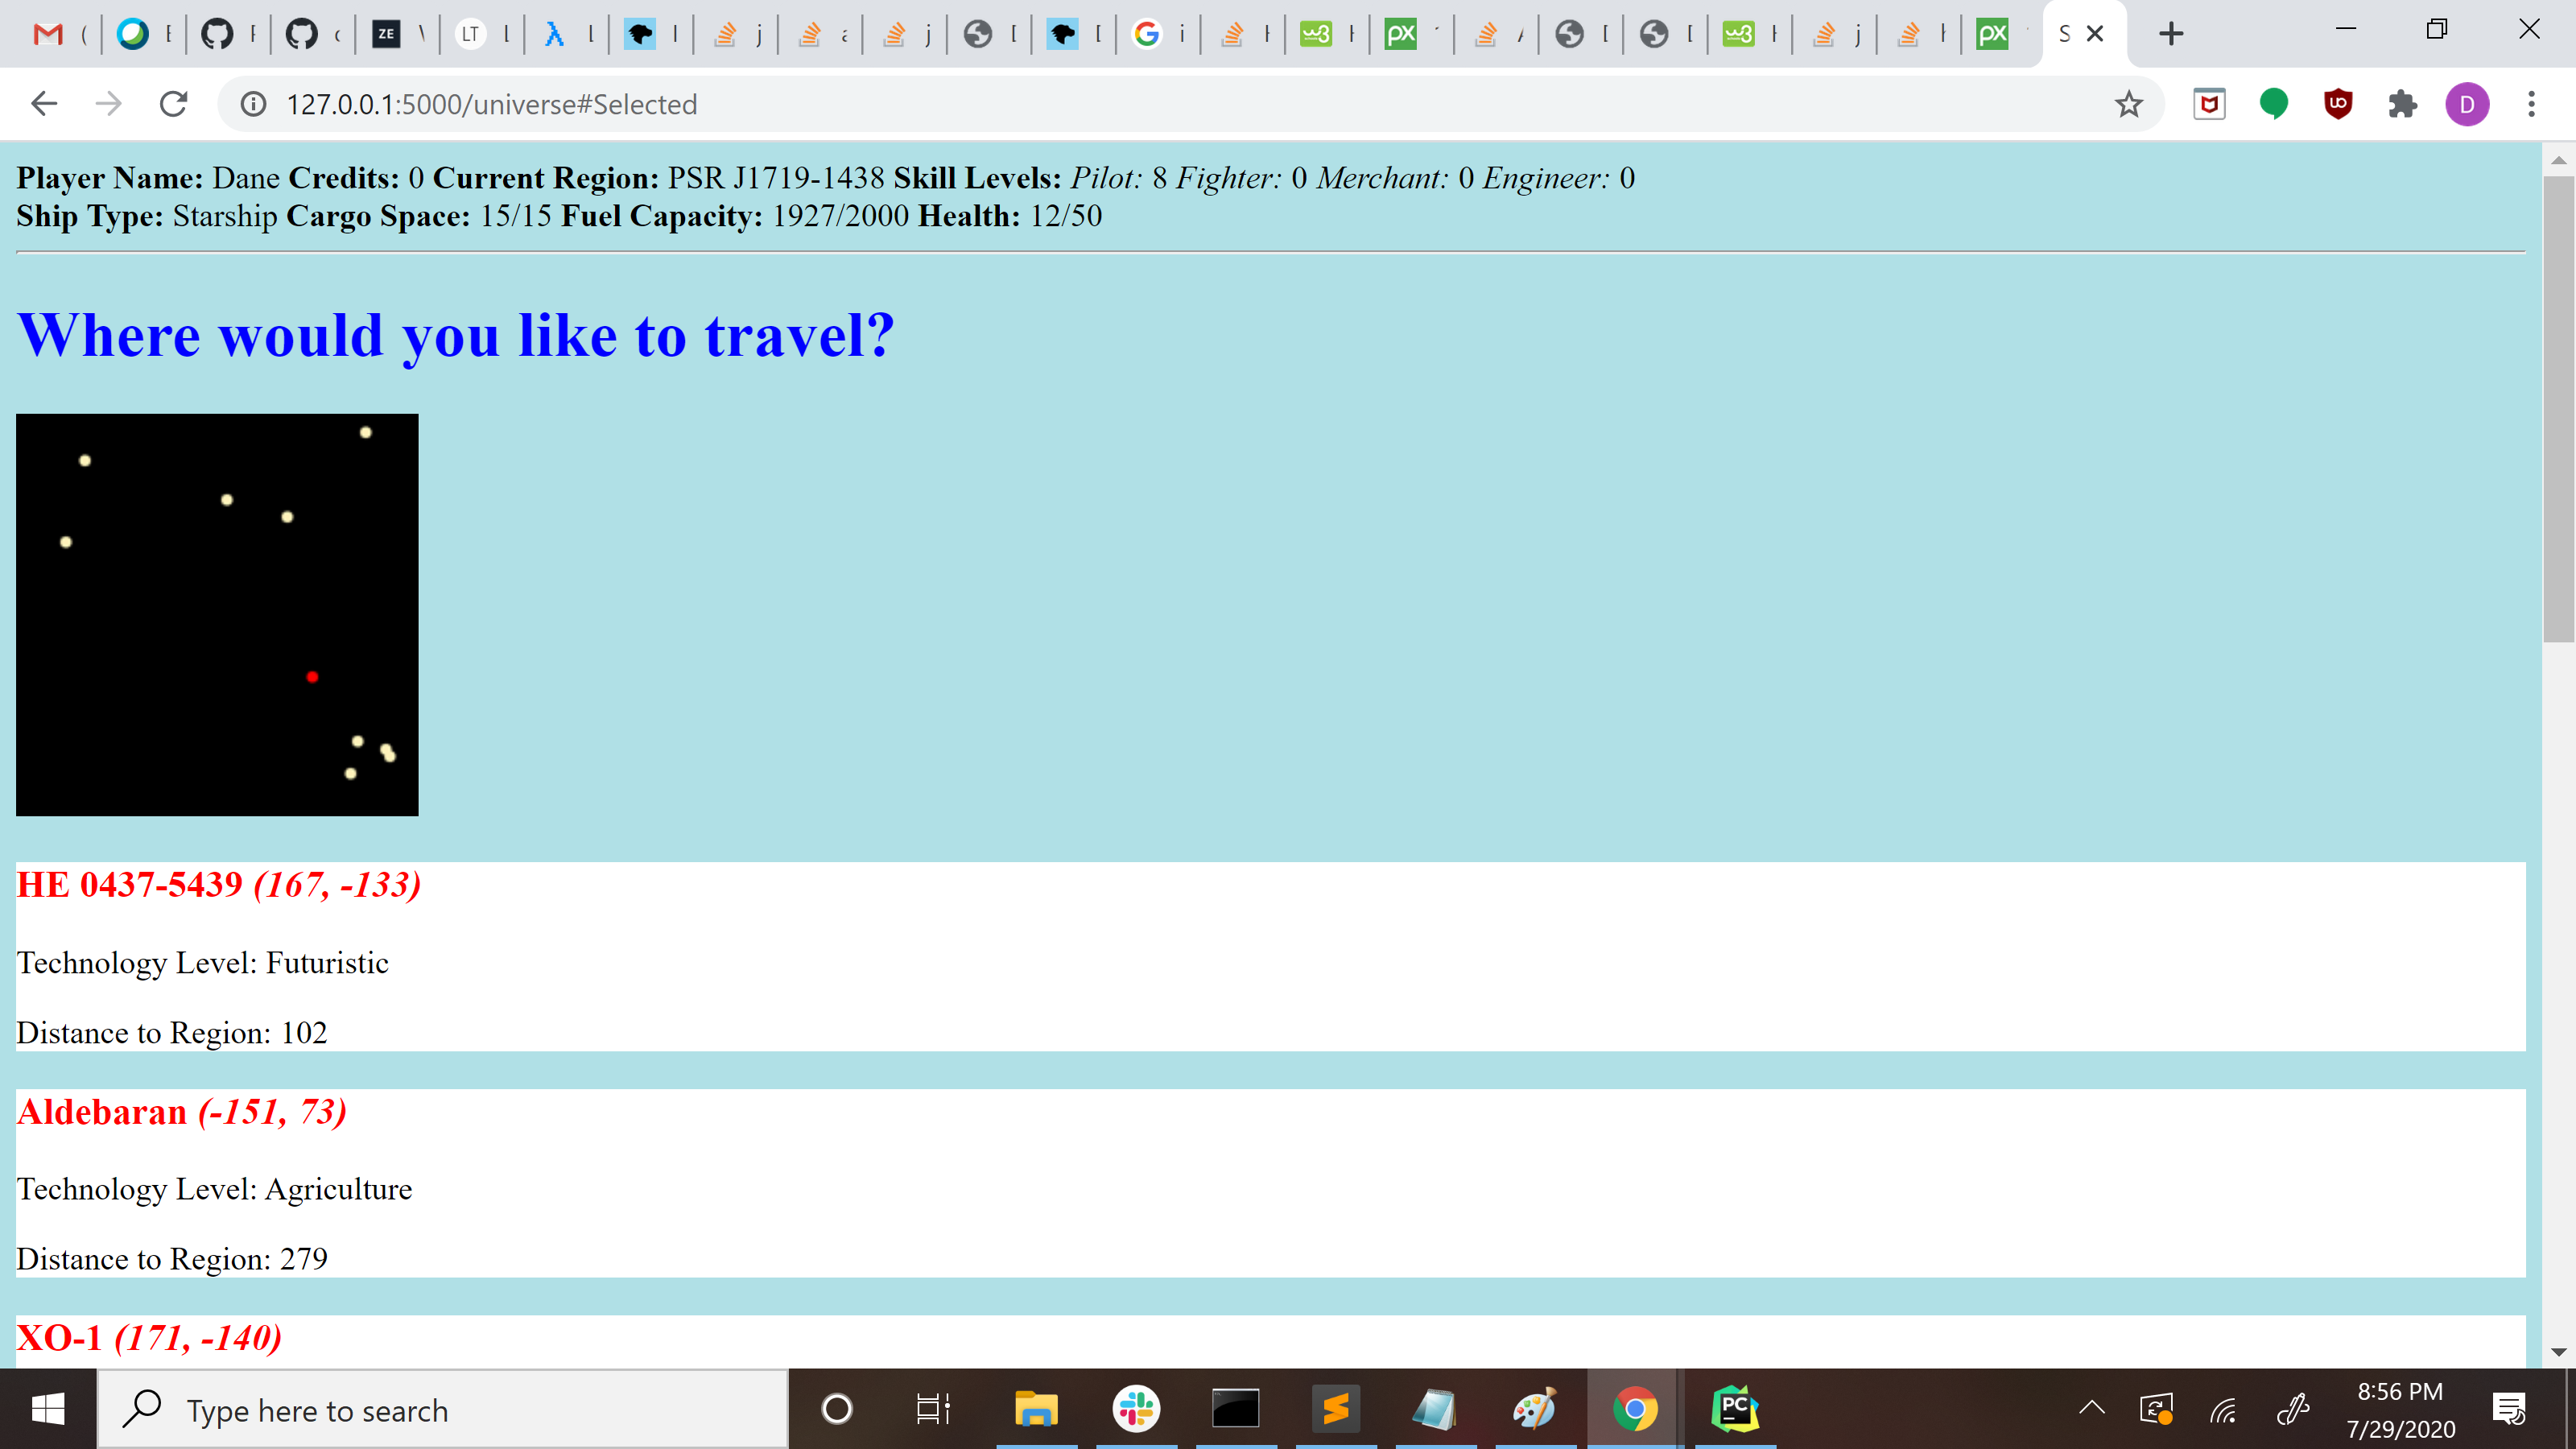 ZE
LT
S
127.0.0.1:5000/universe#Selected
D
Player Name: Dane Credits: 0 Current Region: PSR J1719-1438 Skill Levels: Pilot: 8 Fighter: 0 Merchant: 0 Engineer: 0
Ship Type: Starship Cargo Space: 15/15 Fuel Capacity: 1927/2000 Health: 12/50
Where would you like to travel?
HE 0437-5439 (167, -133)
Technology Level: Futuristic
Distance to Region: 102
Aldebaran (-151, 73)
Technology Level: Agriculture
Distance to Region: 279
XO-1 (171, -140)
Type here to search
PC
8:56 PM
7/29/2020